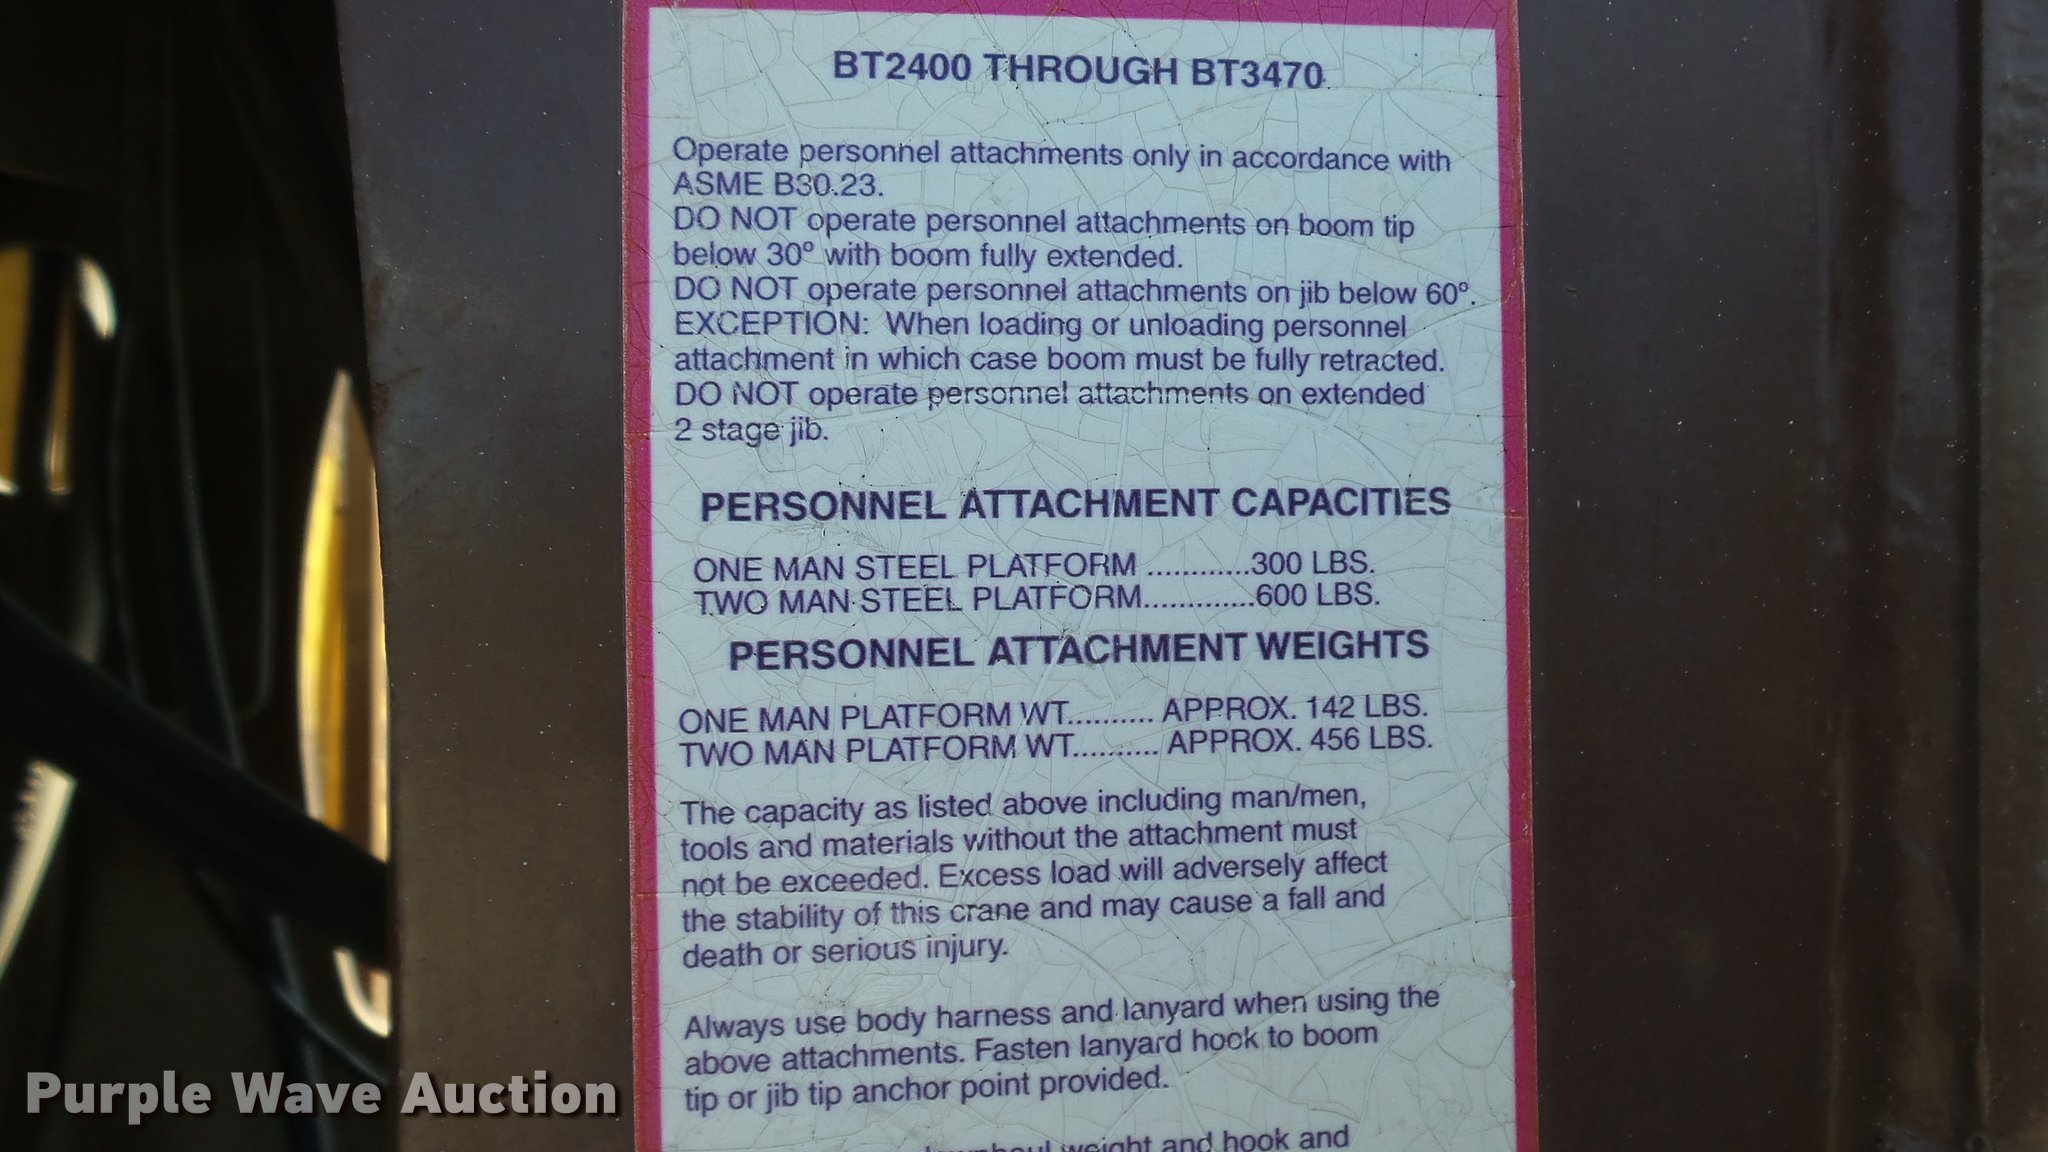 BT2400 THROUGH BT3470
Operate personnel attachments only in accordance with
ASME B30.23.
DO NOT operate personnel attachments on boom tip
below 30º with boom fully extended.
DO NOT operate personnel attachments on jib below 60º.
EXCEPTION: When loading or unloading personnel
attachment in which case boom must be fully retracted.
DO NOT operate personnel attachments on extended
2 stage jib.
PERSONNEL ATTACHMENT CAPACITIES
ONE MAN STEEL PLATFORM ............300 LBS.
TWO MAN STEEL PLATFORM.............600 LBS.
PERSONNEL ATTACHMENT WEIGHTS
ONE MAN PLATFORM WT.......... APPROX. 142 LBS.
TWO MAN PLATFORM WT.......... APPROX. 456 LBS.
The capacity as listed above including man/men,
tools and materials without the attachment must
not be exceeded. Excess load will adversely affect
the stability of this crane and may cause a fall and
death or serious injury.
Always use body harness and lanyard when using the
above attachments. Fasten lanyard hook to boom
tip or jib tip anchor point provided.
weight and hook and
Purple Wave Auction